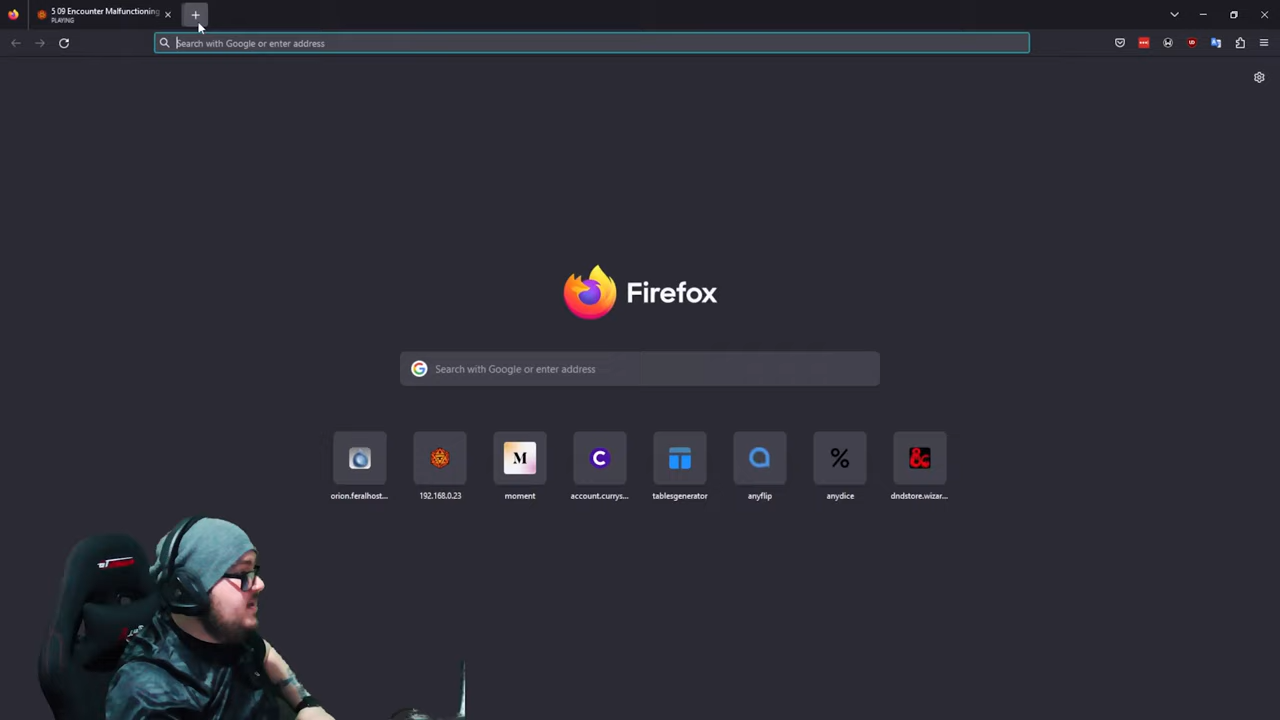 5 09 Encounter Malfunctioning
PLAYING
Search with Google or enter address
Firefox
Search with Google or enter address
M
orion.feralhost...
192.168.0.23
moment
account.currys...
tablesgenerator
anyflip
%
anydice
&
dndstore.wizar...